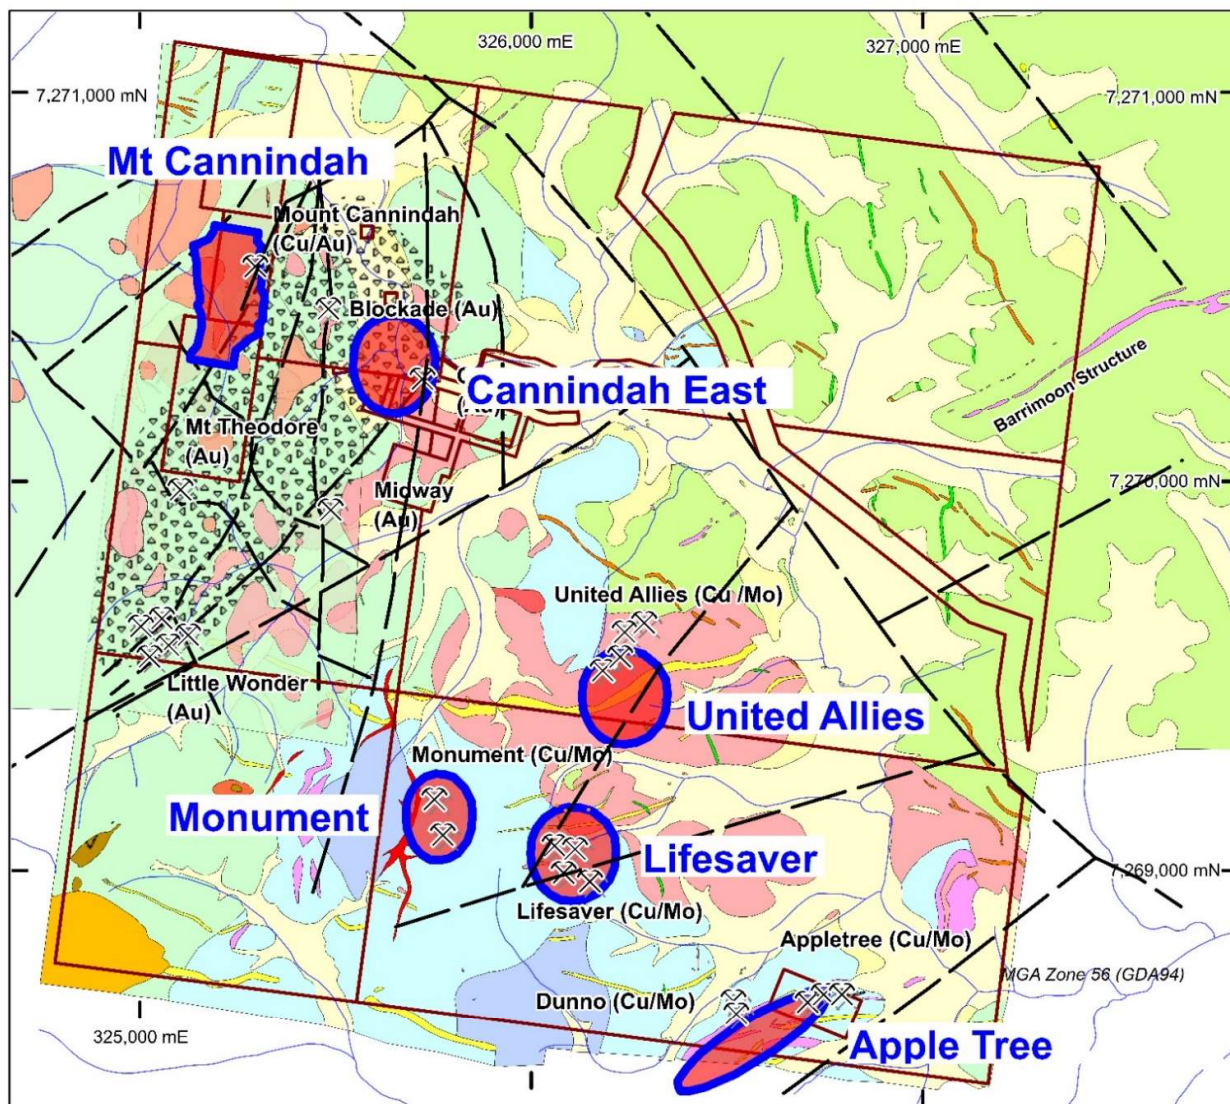 326,000 mE
327,000 mE
7,271,000 mN
7,271,000 mN
Mt Cannindah
Mount Cannindah
(Cu/Au)
Blockade (Au)
Cannindah East
Barrimoon Structure
Mt Theodore
(Au)
Midway
(Au)
7,270,000 mN
United Allies (Cu /Mo)
Little Wonder
(Au)
United Allies
Monument (Cu/Mo)
Monument
Lifesaver
7,269,000 mN
Lifesaver (Cu/Mo)
Appletree (Cu/Mo)
MGA Zone 56 (GDA94)
Dunno (Cu/Mo)
325,000 mE
Apple Tree